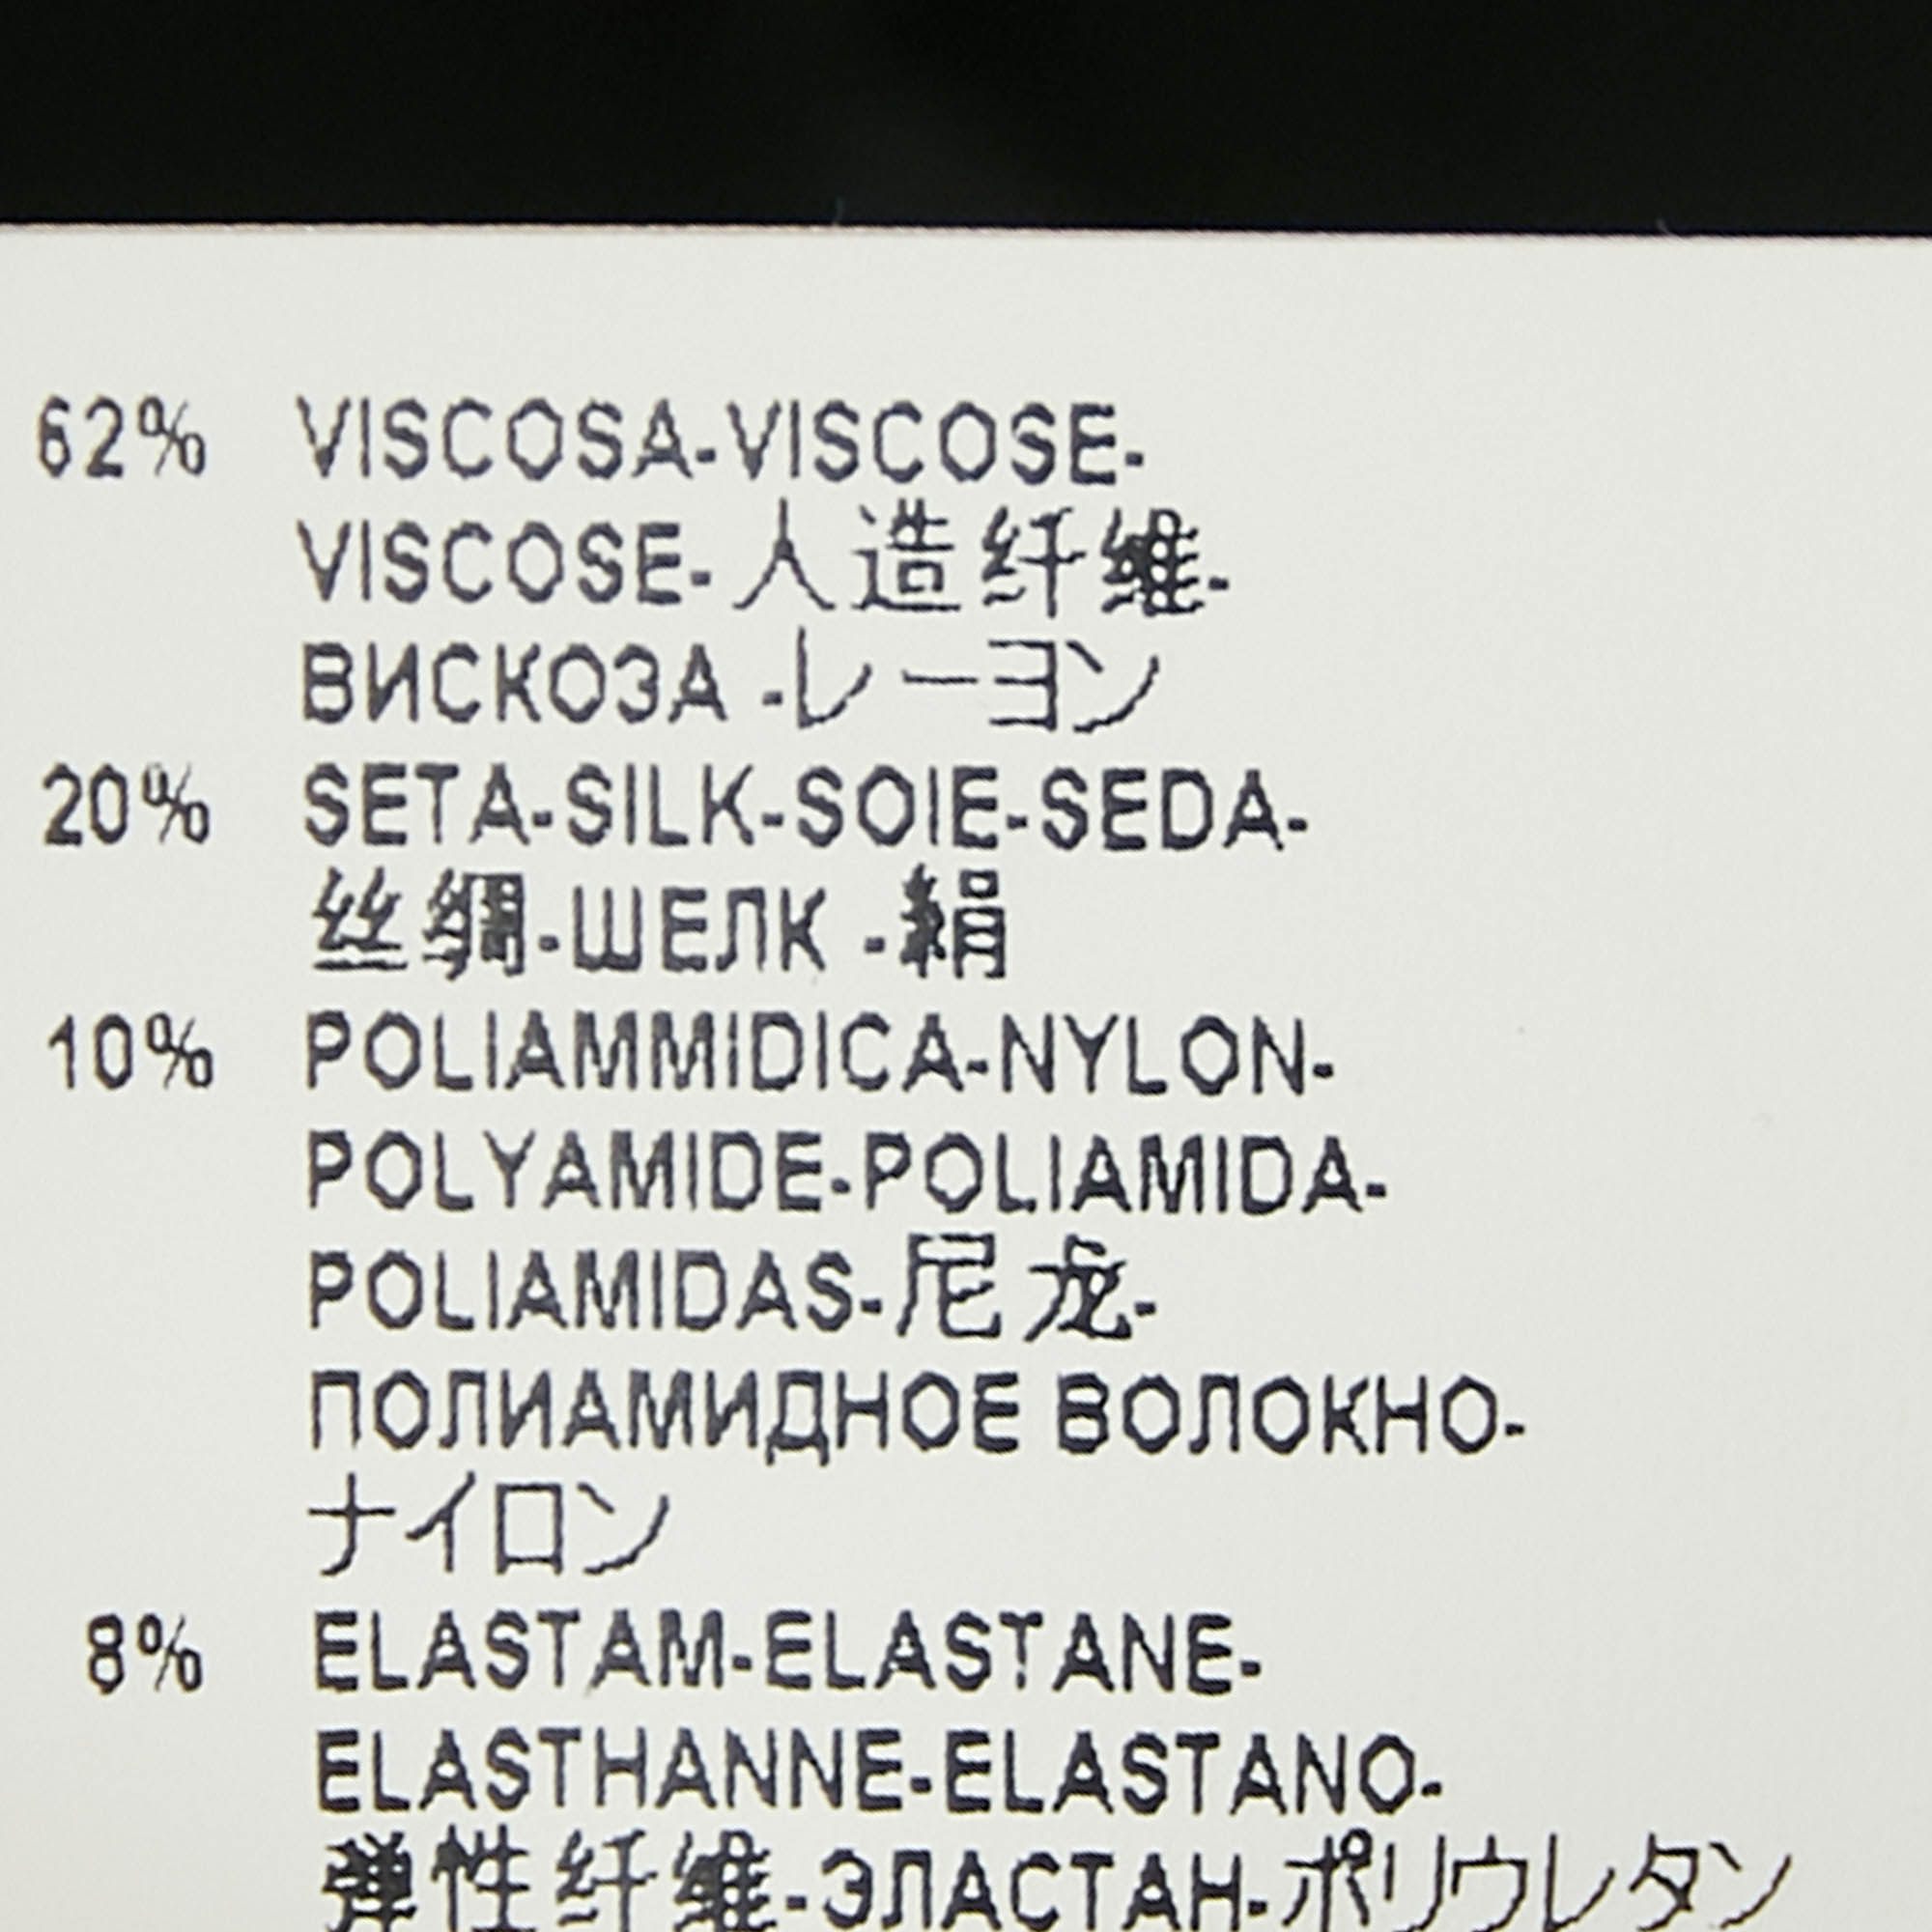 62% VISCOSA-VISCOSE-
VISCOSE-人造纤维-
ВИСКОЗА -レーヨン
20% SETA-SILK-SOIE-SEDA-
丝绸-ШЕЛК -絹
10% POLIAMMIDICA-NYLON-
POLYAMIDE-POLIAMIDA-
POLIAMIDAS-尼龙-
ПОЛИАМИДНОЕ ВОЛОКНО-
ナイロン
8% ELASTAM-ELASTANE-
ELASTHANNE-ELASTANO-
弹性纤维-ЭЛАСТАН-ポリウレタン